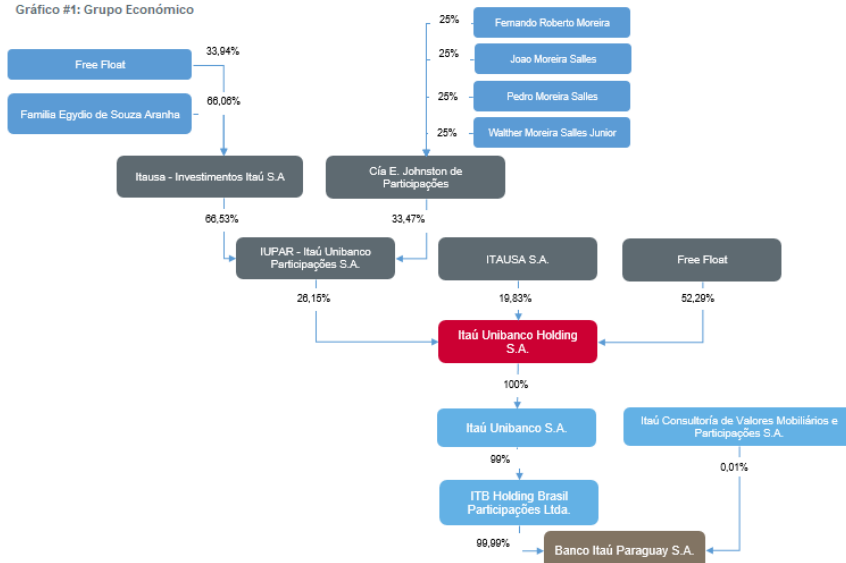 Gráfico #1: Grupo Económico
25%
Fernando Roberto Moreira
33,94%
Free Float
25%
Joao Moreira Salles
66,06%
Familia Egydio de Souza Aranha
25%
Pedro Moreira Salles
25%
Walther Moreira Salles Junior
Itausa - Investimentos Itaú S.A
Cía E. Johnston de
Participações
66,53%
33,47%
IUPAR - Itaú Unibanco
Participações S.A.
ITAUSA S.A.
Free Float
26,15%
19,83%
52,29%
Itaú Unibanco Holding
S.A.
100%
Itaú Unibanco S.A.
Itaú Consultoría de Valores Mobiliários e
Participações S.A.
99%
0,01%
ITB Holding Brasil
Participações Ltda.
99,99%
Banco Itaú Paraguay S.A.